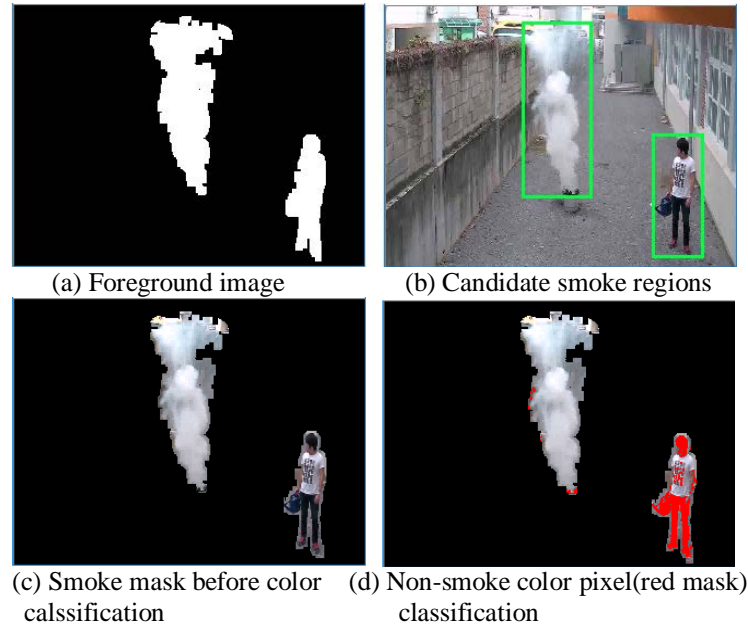 (a) Foreground image
(b) Candidate smoke regions
(c) Smoke mask before color
calssification
(d) Non-smoke color pixel(red mask)
classification